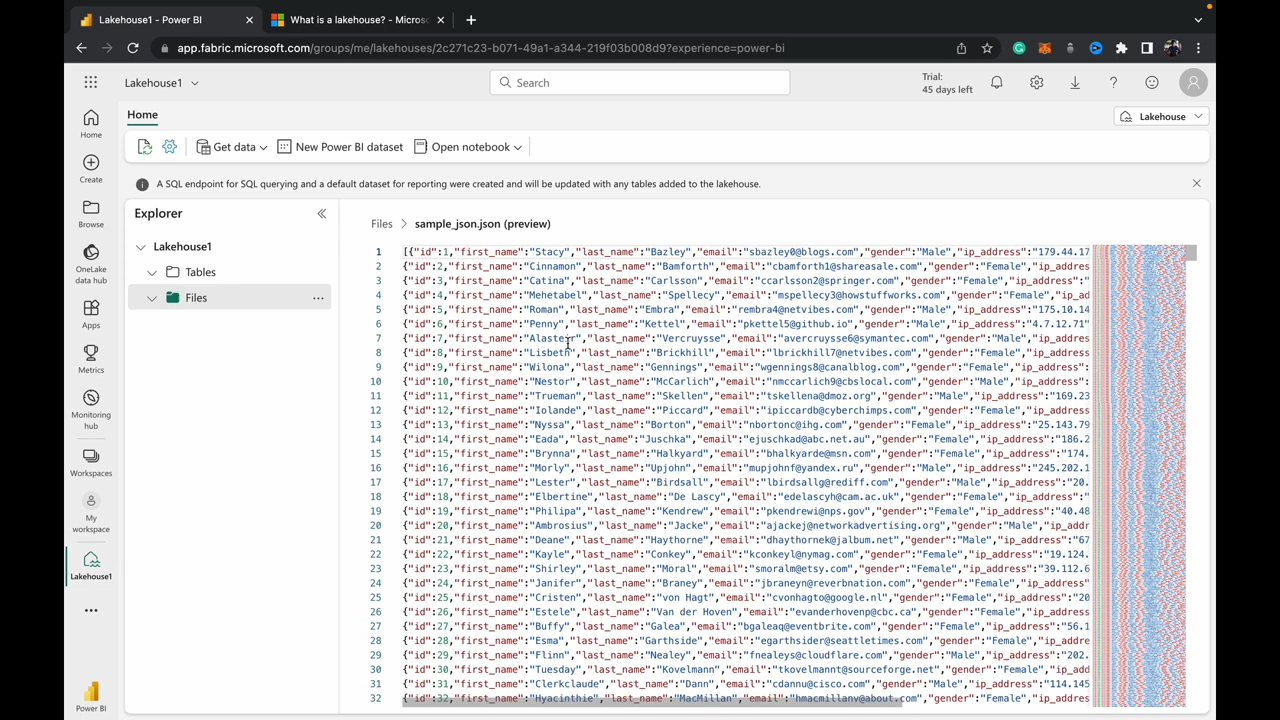 Lakehouse1 - Power BI
What is a lakehouse? - Microso
app.fabric.microsoft.com/groups/me/lakehouses/2c271c23-b071-49a1-a344-219f03b008d9?experience=power-bi
Lakehouse1
Search
Trial:
45 days left
Home
Create
Browse
OneLake
data hub
Apps
Metrics
Monitoring
hub
Workspaces
My
workspace
Lakehouse1
Power BI
Home
Lakehouse
Get data
New Power BI dataset
Open notebook
A SQL endpoint for SQL querying and a default dataset for reporting were created and will be updated with any tables added to the lakehouse.
Explorer
Lakehouse1
Tables
Files
Files > sample_json.json (preview)
1 [{"id":1,"first_name":"Stacy","last_name":"Bazley","email":"sbazley0@blogs.com","gender":"Male","ip_address":"179.44.17
2 {"id":2,"first_name":"Cinnamon","last_name":"Bamforth","email":"cbamforth1@shareasale.com","gender":"Female","ip_addres
3 {"id":3,"first_name":"Catina","last_name":"Carlsson","email":"ccarlsson2@springer.com","gender":"Female","ip_address":"
4 {"id":4,"first_name":"Mehetabel","last_name":"Spellecy","email":"mspellecy3@howstuffworks.com","gender":"Female","ip_ad
5 {"id":5,"first_name":"Roman","last_name":"Embra","email":"rembra4@netvibes.com","gender":"Male","ip_address":"175.10.14
6 {"id":6,"first_name":"Penny","last_name":"Kettel","email":"pkettel5@github.io","gender":"Male","ip_address":"4.7.12.71"
7 {"id":7,"first_name":"Alasteir","last_name":"Vercruysse","email":"avercruysse6@symantec.com","gender":"Male","ip_addres
8 {"id":8,"first_name":"Lisbeth","last_name":"Brickhill","email":"lbrickhill7@netvibes.com","gender":"Female","ip_address
9 {"id":9,"first_name":"Wilona","last_name":"Gennings","email":"wgennings8@canalblog.com","gender":"Female","ip_address":
10 {"id":10,"first_name":"Nestor","last_name":"McCarlich","email":"nmccarlich9@cbslocal.com","gender":"Male","ip_address":
11 {"id":11,"first_name":"Trueman","last_name":"Skellen","email":"tskellena@dmoz.org","gender":"Male","ip_address":"169.23
12 {"id":12,"first_name":"Iolande","last_name":"Piccard","email":"ipiccardb@cyberchimps.com","gender":"Female","ip_address
13 {"id":13,"first_name":"Nyssa","last_name":"Borton","email":"nbortonc@ihg.com","gender":"Female","ip_address":"25.143.79
14 {"id":14,"first_name":"Eada","last_name":"Juschka","email":"ejuschkad@abc.net.au","gender":"Female","ip_address":"186.2
15 {"id":15,"first_name":"Brynna","last_name":"Halkyard","email":"bhalkyarde@msn.com","gender":"Female","ip_address":"174.
16 {"id":16,"first_name":"Morly","last_name":"Upjohn","email":"mupjohnf@yandex.ru","gender":"Male","ip_address":"245.202.1
17 {"id":17,"first_name":"Lester","last_name":"Birdsall","email":"lbirdsallg@rediff.com","gender":"Male","ip_address":"20.
18 {"id":18,"first_name":"Elbertine","last_name":"De Lascy","email":"edelascyh@cam.ac.uk","gender":"Female","ip_address":"
19 {"id":19,"first_name":"Philipa","last_name":"Kendrew","email":"pkendrewi@nps.gov","gender":"Female","ip_address":"40.48
20 {"id":20,"first_name":"Ambrosius","last_name":"Jacke","email":"ajackej@networkadvertising.org","gender":"Male","ip_addres
21 {"id":21,"first_name":"Deane","last_name":"Haythorne","email":"dhaythornek@jalbum.net","gender":"Male","ip_address":"67
22 {"id":22,"first_name":"Kayle","last_name":"Conkey","email":"kconkeyl@nymag.com","gender":"Female","ip_address":"19.124.
23 {"id":23,"first_name":"Shirley","last_name":"Moral","email":"smoralm@etsy.com","gender":"Female","ip_address":"39.112.6
24 {"id":24,"first_name":"Janifer","last_name":"Braney","email":"jbraneyn@reverbnation.com","gender":"Female","ip_address"
25 {"id":25,"first_name":"Cristen","last_name":"von Hagt","email":"cvonhagto@google.nl","gender":"Female","ip_address":"20
26 {"id":26,"first_name":"Estele","last_name":"Van der Hoven","email":"evanderhovenp@cbc.ca","gender":"Female","ip_address
27 {"id":27,"first_name":"Buffy","last_name":"Galea","email":"bgaleaq@eventbrite.com","gender":"Female","ip_address":"56.1
28 {"id":28,"first_name":"Esma","last_name":"Garthside","email":"egarthsider@seattletimes.com","gender":"Female","ip_addres
29 {"id":29,"first_name":"Flinn","last_name":"Nealey","email":"fnealeys@cloudflare.com","gender":"Male","ip_address":"202.
30 {"id":30,"first_name":"Tuesday","last_name":"Kovelmann","email":"tkovelmannt@sourceforge.net","gender":"Female","ip_addres
31 {"id":31,"first_name":"Clerkclaude","last_name":"Dann","email":"cdannu@cisco.com","gender":"Male","ip_address":"114.145
32 {"id":32,"first_name":"Hyacinthie","last_name":"MacMillan","email":"hmacmillanv@about.com","gender":"Female","ip_addres